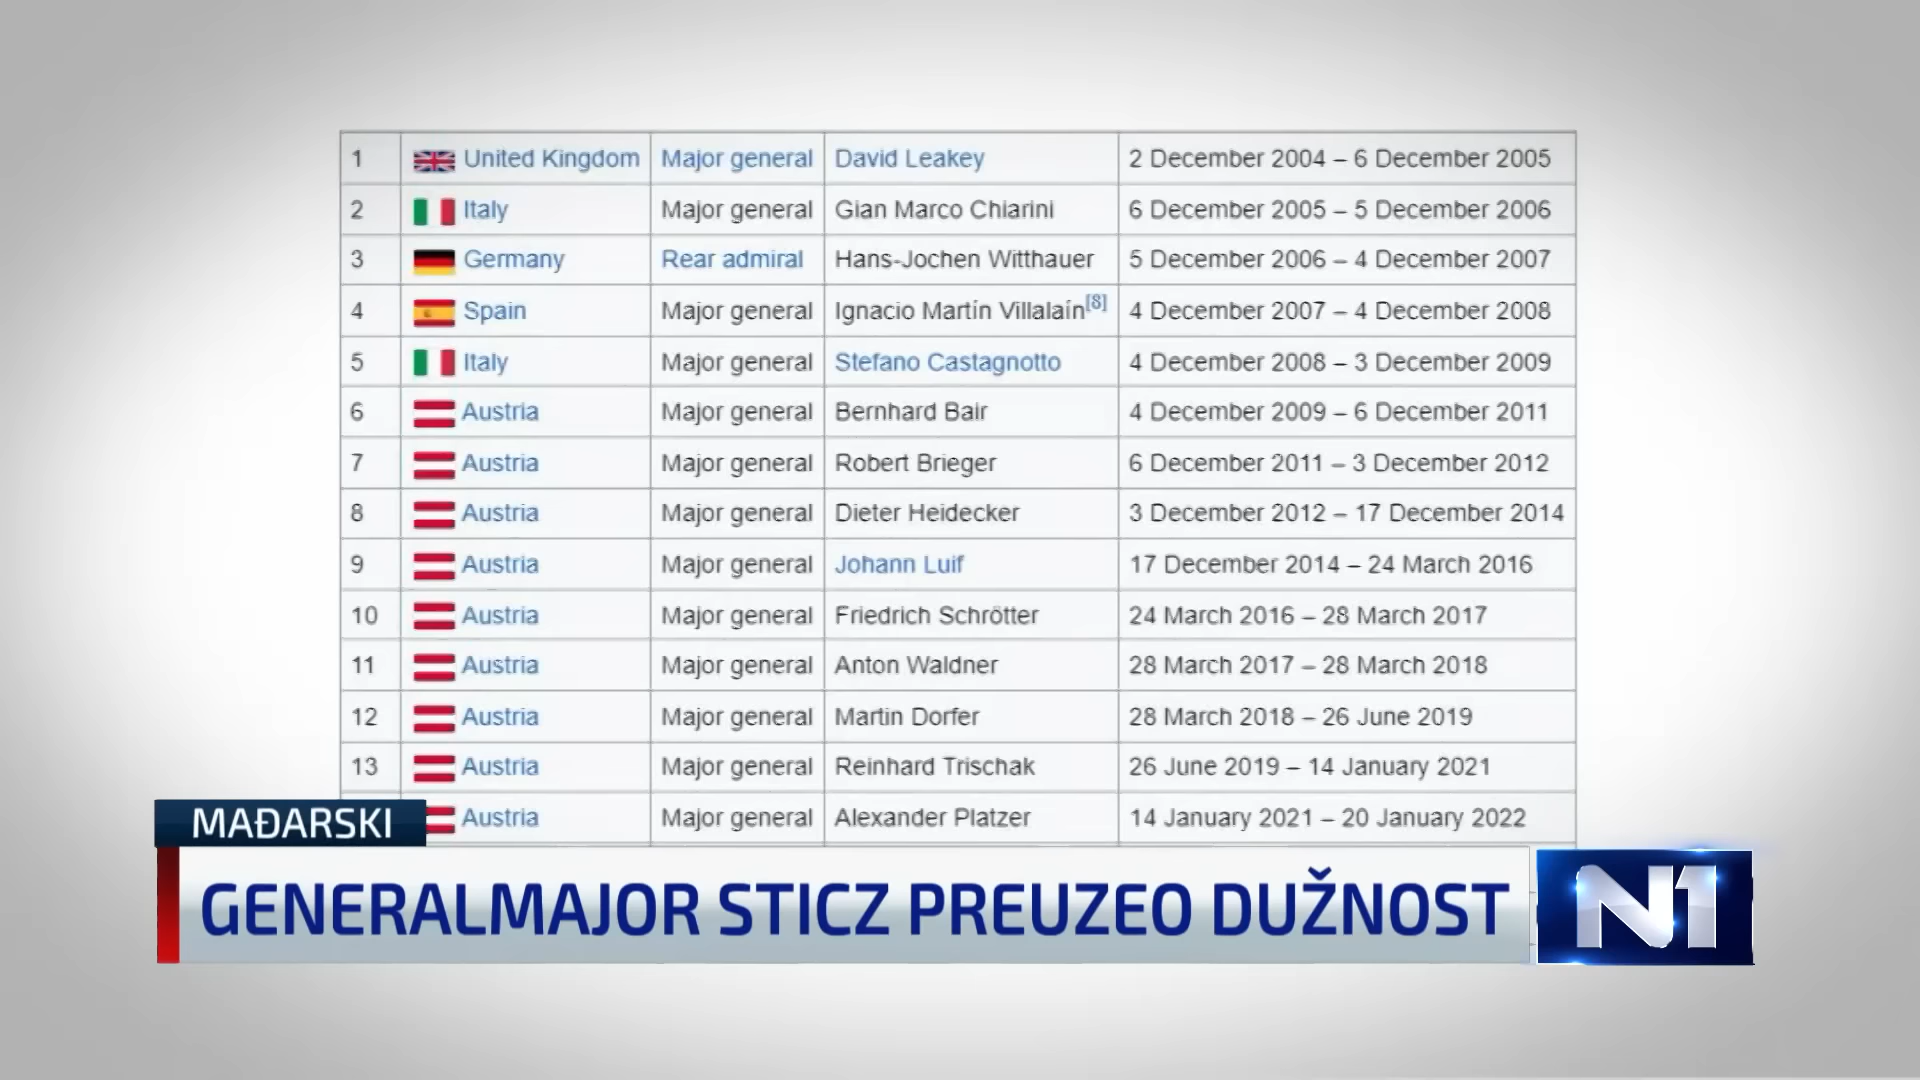 1 United Kingdom Major general David Leakey 2 December 2004 – 6 December 2005
2 Italy Major general Gian Marco Chiarini 6 December 2005 – 5 December 2006
3 Germany Rear admiral Hans-Jochen Witthauer 5 December 2006 – 4 December 2007
4 Spain Major general Ignacio Martín Villalaín[8] 4 December 2007 – 4 December 2008
5 Italy Major general Stefano Castagnotto 4 December 2008 – 3 December 2009
6 Austria Major general Bernhard Bair 4 December 2009 – 6 December 2011
7 Austria Major general Robert Brieger 6 December 2011 – 3 December 2012
8 Austria Major general Dieter Heidecker 3 December 2012 – 17 December 2014
9 Austria Major general Johann Luif 17 December 2014 – 24 March 2016
10 Austria Major general Friedrich Schrötter 24 March 2016 – 28 March 2017
11 Austria Major general Anton Waldner 28 March 2017 – 28 March 2018
12 Austria Major general Martin Dorfer 28 March 2018 – 26 June 2019
13 Austria Major general Reinhard Trischak 26 June 2019 – 14 January 2021
Austria Major general Alexander Platzer 14 January 2021 – 20 January 2022
MAĐARSKI
GENERALMAJOR STICZ PREUZEO DUŽNOST
N1